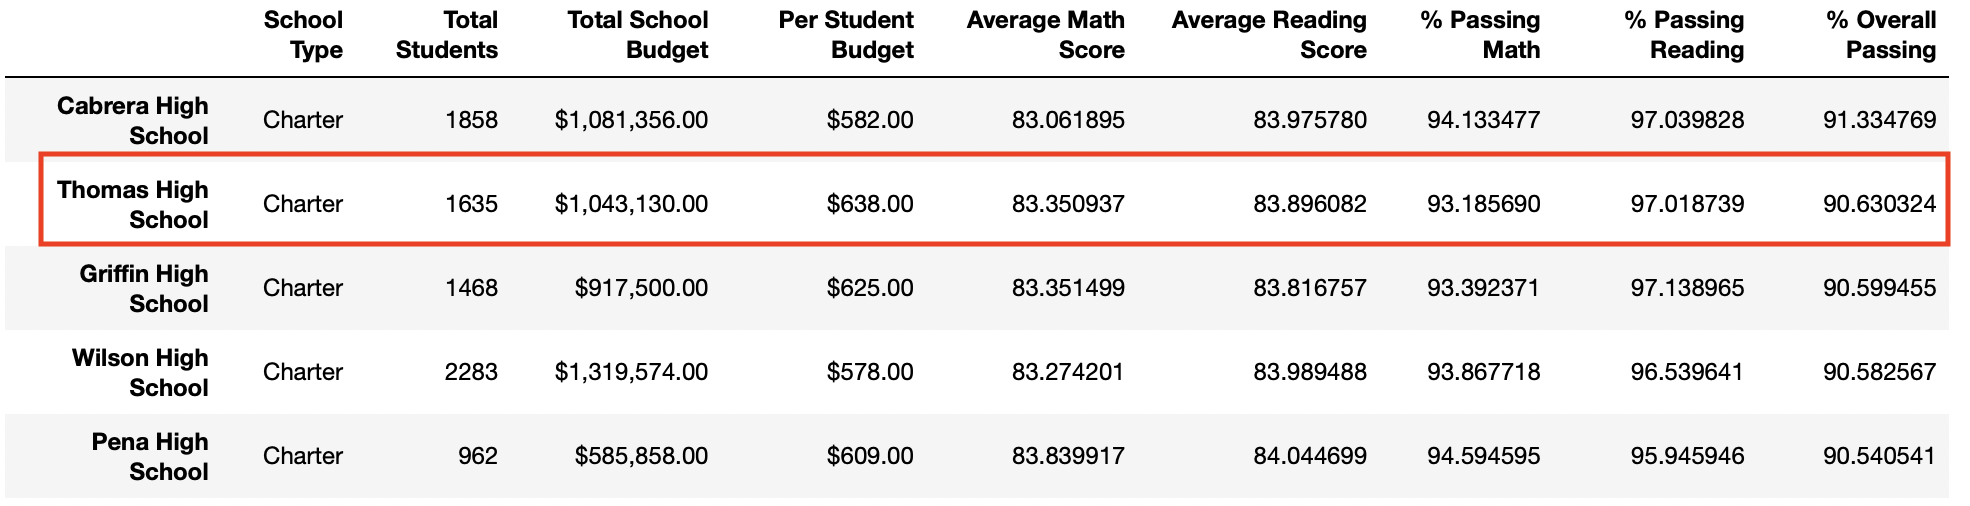 School Type Total Students Total School Budget Per Student Budget Average Math Score Average Reading Score % Passing Math % Passing Reading % Overall Passing
Cabrera High School Charter 1858 $1,081,356.00 $582.00 83.061895 83.975780 94.133477 97.039828 91.334769
Thomas High School Charter 1635 $1,043,130.00 $638.00 83.350937 83.896082 93.185690 97.018739 90.630324
Griffin High School Charter 1468 $917,500.00 $625.00 83.351499 83.816757 93.392371 97.138965 90.599455
Wilson High School Charter 2283 $1,319,574.00 $578.00 83.274201 83.989488 93.867718 96.539641 90.582567
Pena High School Charter 962 $585,858.00 $609.00 83.839917 84.044699 94.594595 95.945946 90.540541